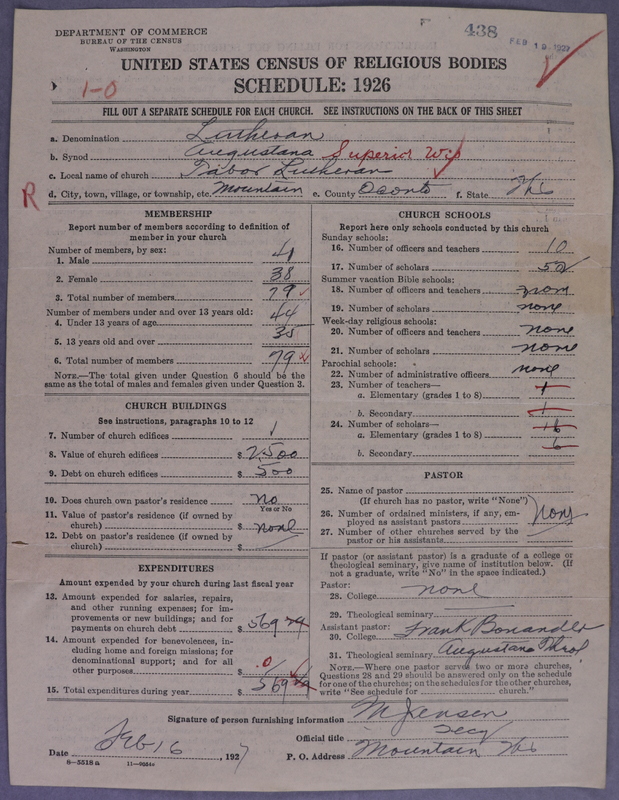 DEPARTMENT OF COMMERCE
BUREAU OF THE CENSUS
WASHINGTON
438
FEB 19 1927
UNITED STATES CENSUS OF RELIGIOUS BODIES
1-0
SCHEDULE: 1926
FILL OUT A SEPARATE SCHEDULE FOR EACH CHURCH. SEE INSTRUCTIONS ON THE BACK OF THIS SHEET
a. Denomination Lutheran
b. Synod Augustana Superior Wis
c. Local name of church Tabor Lutheran
R
d. City, town, village, or township, etc. Mountain e. County Oconto f. State Wis
MEMBERSHIP
Report number of members according to definition of
member in your church
Number of members, by sex:
1. Male 41
2. Female 38
3. Total number of members 79
Number of members under and over 13 years old:
4. Under 13 years of age 44
5. 13 years old and over 35
6. Total number of members 79
NOTE.—The total given under Question 6 should be the
same as the total of males and females given under Question 3.
CHURCH BUILDINGS
See instructions, paragraphs 10 to 12
7. Number of church edifices 1
8. Value of church edifices $ 2500
9. Debt on church edifices $ 500
10. Does church own pastor's residence No
Yes or No
11. Value of pastor's residence (if owned by
church) $ none
12. Debt on pastor's residence (if owned by
church) $
EXPENDITURES
Amount expended by your church during last fiscal year
13. Amount expended for salaries, repairs,
and other running expenses; for im-
provements or new buildings; and for
payments on church debt $ 569 74
14. Amount expended for benevolences, in-
cluding home and foreign missions; for
denominational support; and for all
other purposes $ 0
15. Total expenditures during year $ 569
CHURCH SCHOOLS
Report here only schools conducted by this church
Sunday schools:
16. Number of officers and teachers 10
17. Number of scholars 52
Summer vacation Bible schools:
18. Number of officers and teachers none
19. Number of scholars none
Week-day religious schools:
20. Number of officers and teachers none
21. Number of scholars none
Parochial schools:
22. Number of administrative officers none
23. Number of teachers—
a. Elementary (grades 1 to 8) 1
b. Secondary 1
24. Number of scholars—
a. Elementary (grades 1 to 8) 16
b. Secondary 6
PASTOR
25. Name of pastor
(If church has no pastor, write "None")
26. Number of ordained ministers, if any, em-
ployed as assistant pastors None
27. Number of other churches served by the
pastor or his assistants
If pastor (or assistant pastor) is a graduate of a college or
theological seminary, give name of institution below. (If
not a graduate, write "No" in the space indicated.)
Pastor:
28. College none
29. Theological seminary
Assistant pastor:
30. College Frank Bonander
31. Theological seminary Augustana Theol
NOTE.—Where one pastor served two or more churches,
Questions 28 and 29 should be answered only on the schedule
for one of the churches; on the schedules for the other churches,
write "See schedule for church."
Signature of person furnishing information M Jensen
Official title Secy
Date Feb 16, 1927 P. O. Address Mountain Wis
8-5518 a